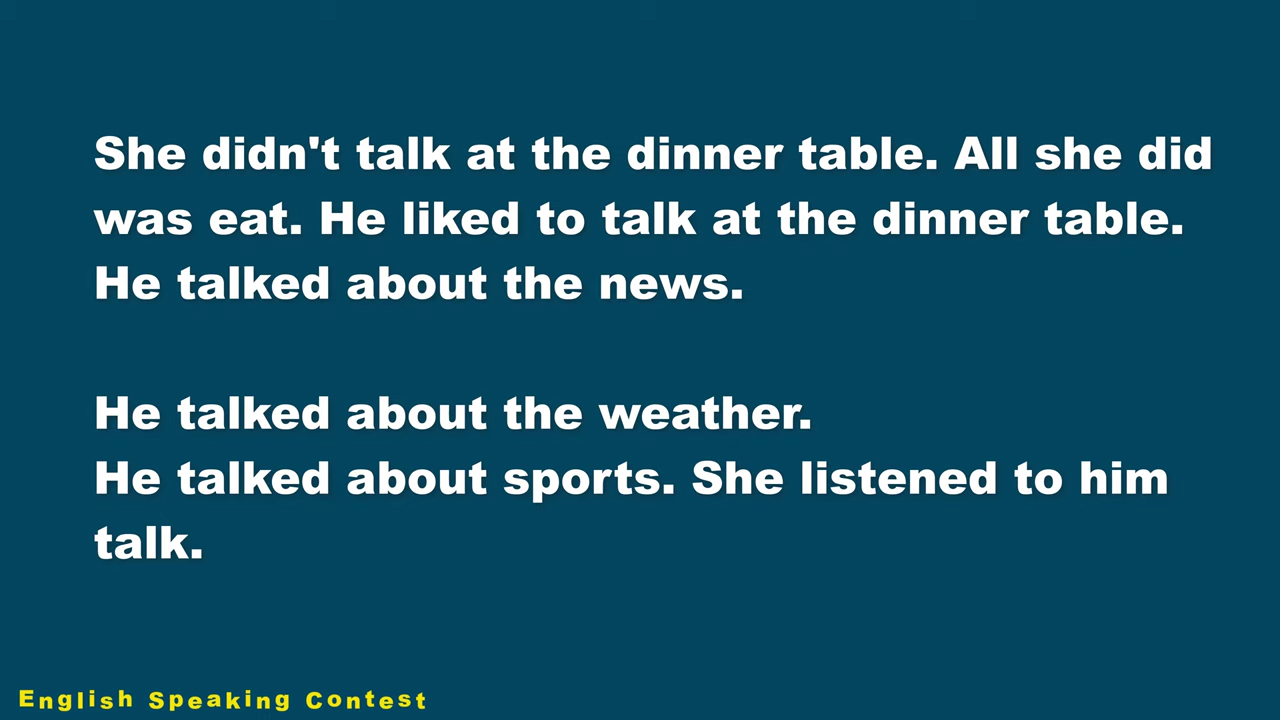 She didn't talk at the dinner table. All she did
was eat. He liked to talk at the dinner table.
He talked about the news.
He talked about the weather.
He talked about sports. She listened to him
talk.
English Speaking Contest